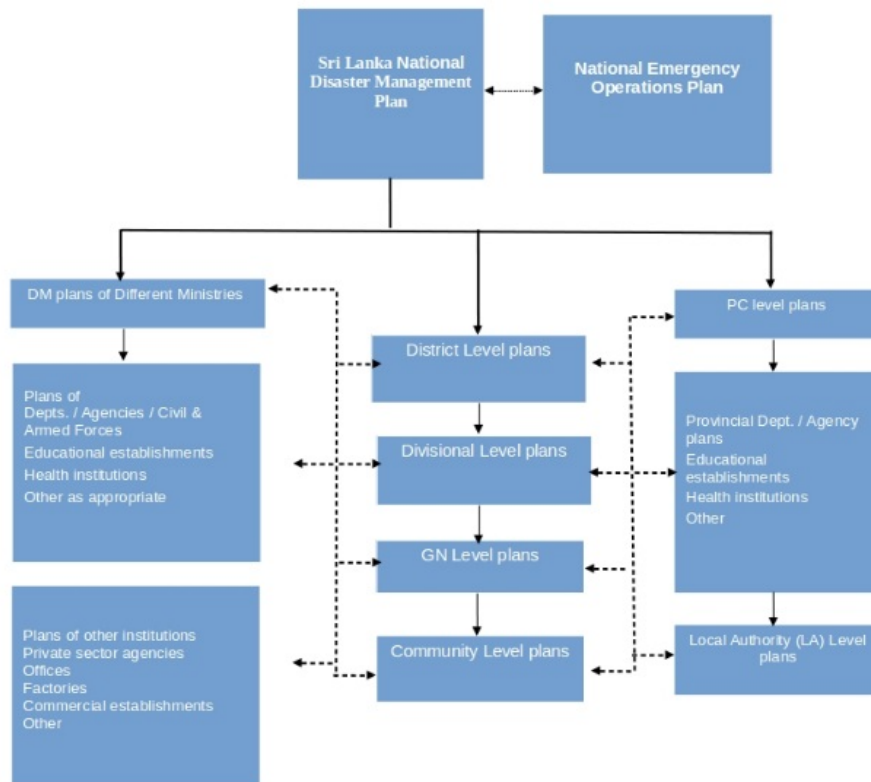 Sri Lanka National
Disaster Management
Plan
National Emergency
Operations Plan
DM plans of Different Ministries
PC level plans
District Level plans
Plans of
Depts. / Agencies / Civil &
Armed Forces
Educational establishments
Health institutions
Other as appropriate
Divisional Level plans
Provincial Dept. / Agency
plans
Educational
establishments
Health institutions
Other
GN Level plans
Plans of other institutions
Private sector agencies
Offices
Factories
Commercial establishments
Other
Community Level plans
Local Authority (LA) Level
plans